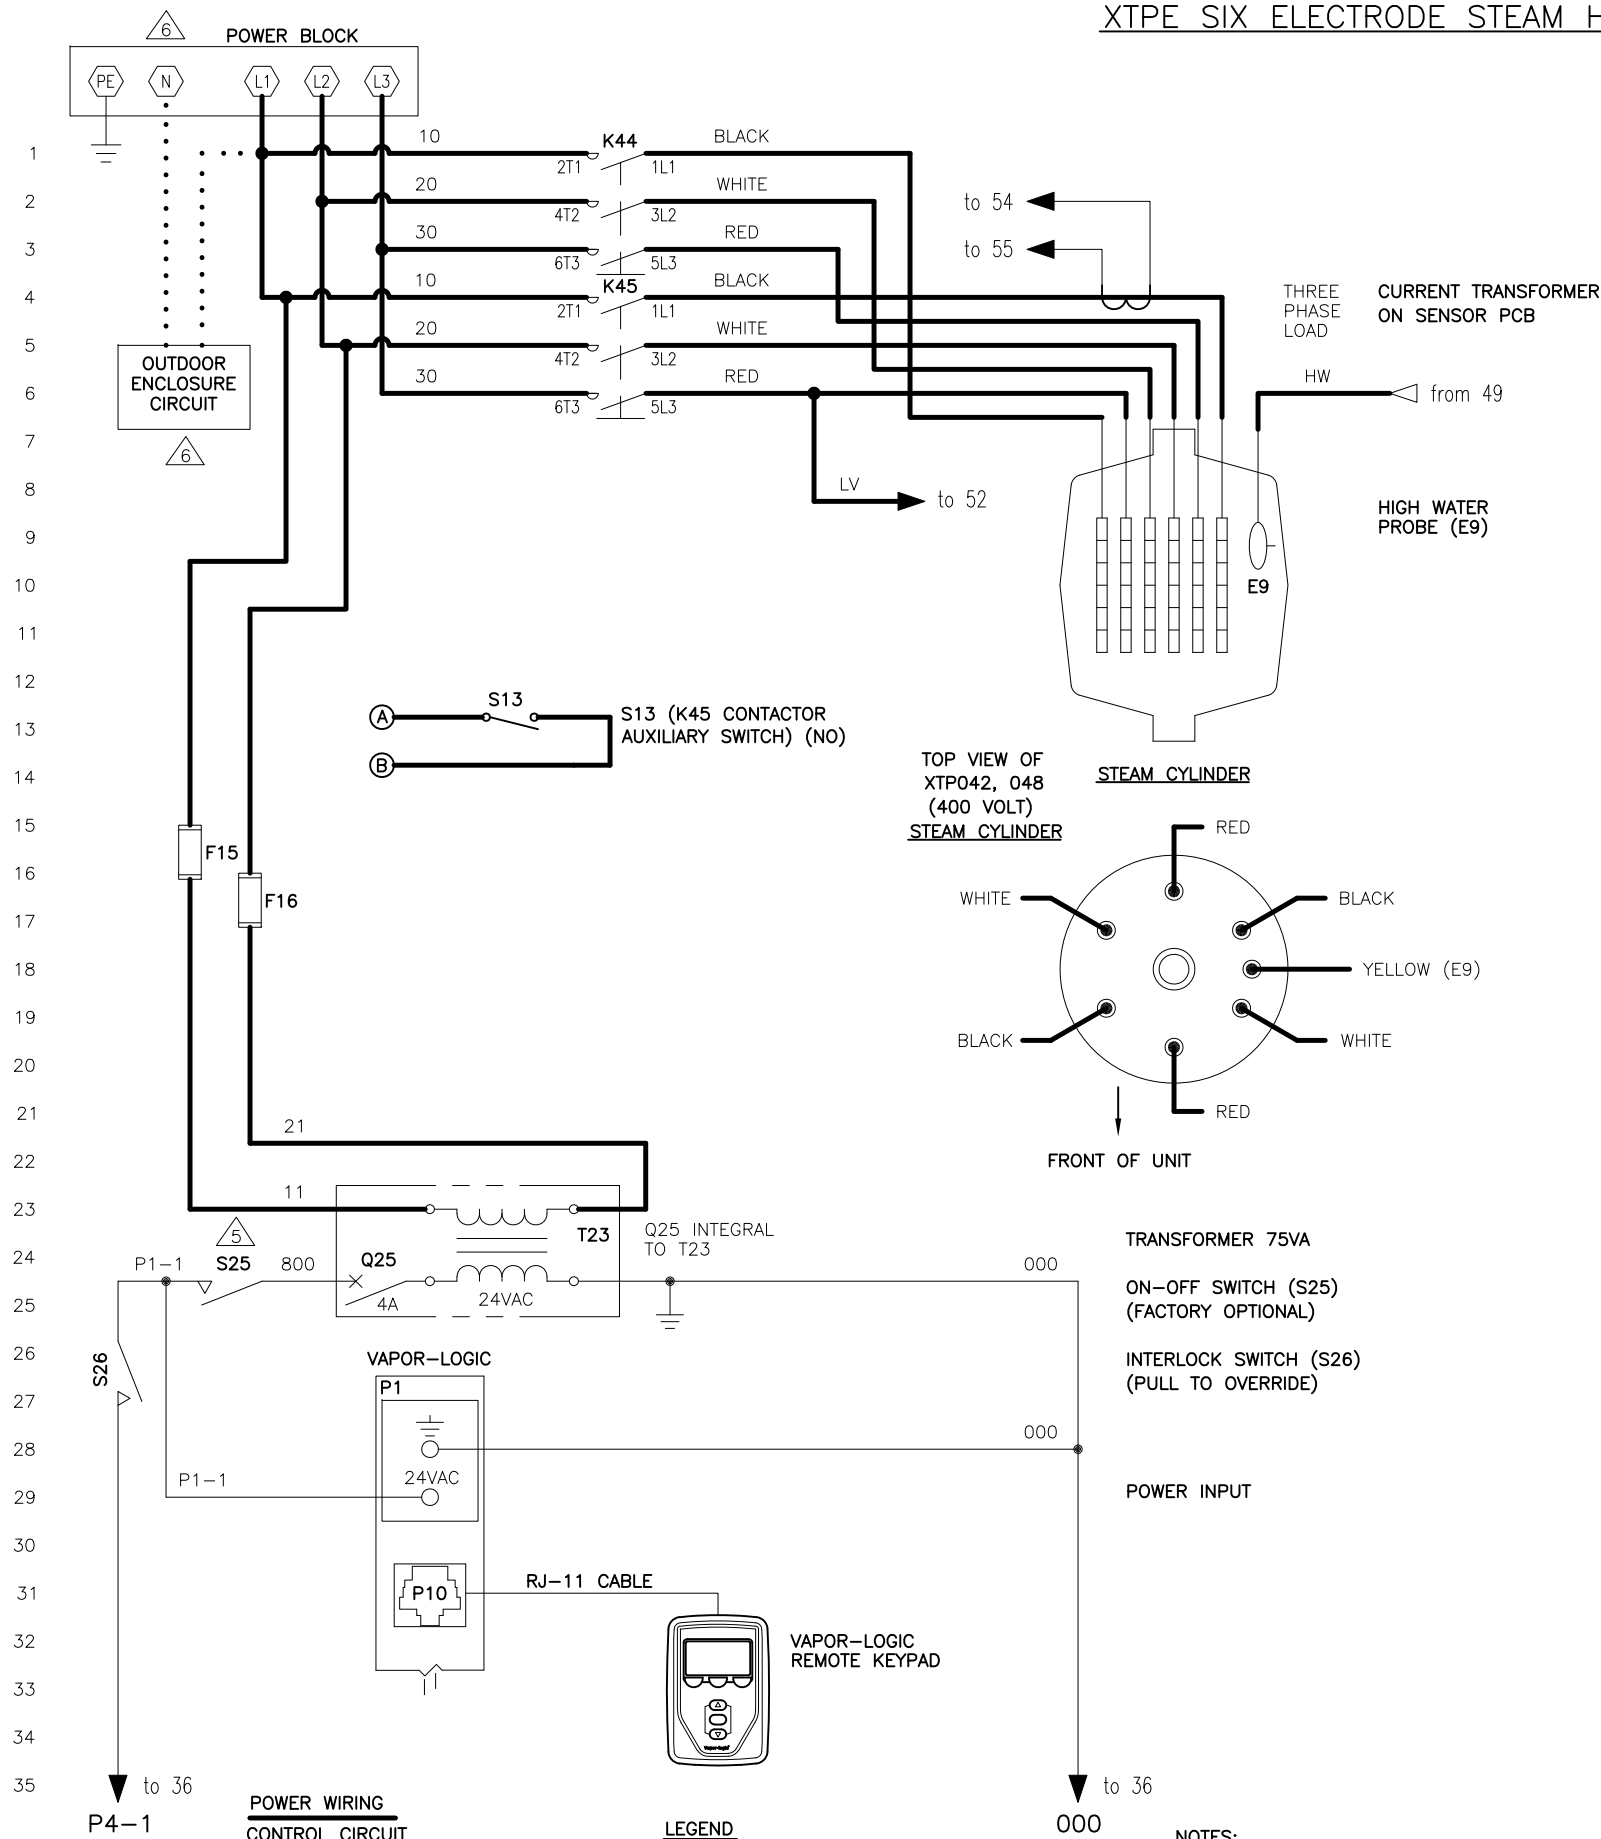 XTPE SIX ELECTRODE STEAM H
6
POWER BLOCK
PE N L1 L2 L3
1
10
K44
BLACK
2T1
1L1
2
20
WHITE
4T2
3L2
to 54
3
30
RED
6T3
5L3
to 55
4
10
K45
BLACK
2T1
1L1
THREE
PHASE
LOAD
CURRENT TRANSFORMER
ON SENSOR PCB
5
20
WHITE
4T2
3L2
OUTDOOR
ENCLOSURE
CIRCUIT
6
30
RED
6T3
5L3
HW
from 49
7
6
8
LV
to 52
HIGH WATER
PROBE (E9)
9
10
E9
11
12
13
A
S13
S13 (K45 CONTACTOR
AUXILIARY SWITCH) (NO)
B
14
TOP VIEW OF
XTP042, 048
(400 VOLT)
STEAM CYLINDER
STEAM CYLINDER
15
RED
F15
16
F16
WHITE
BLACK
17
18
YELLOW (E9)
19
BLACK
WHITE
20
21
RED
21
22
FRONT OF UNIT
23
11
5
T23
Q25 INTEGRAL
TO T23
24
P1-1
S25
800
Q25
000
TRANSFORMER 75VA
25
4A
24VAC
ON-OFF SWITCH (S25)
(FACTORY OPTIONAL)
26
S26
VAPOR-LOGIC
INTERLOCK SWITCH (S26)
(PULL TO OVERRIDE)
27
P1
28
000
24VAC
29
P1-1
POWER INPUT
30
31
P10
RJ-11 CABLE
32
VAPOR-LOGIC
REMOTE KEYPAD
33
34
Vapor-logic
35
to 36
to 36
P4-1
POWER WIRING
CONTROL CIRCUIT
LEGEND
000
NOTES: